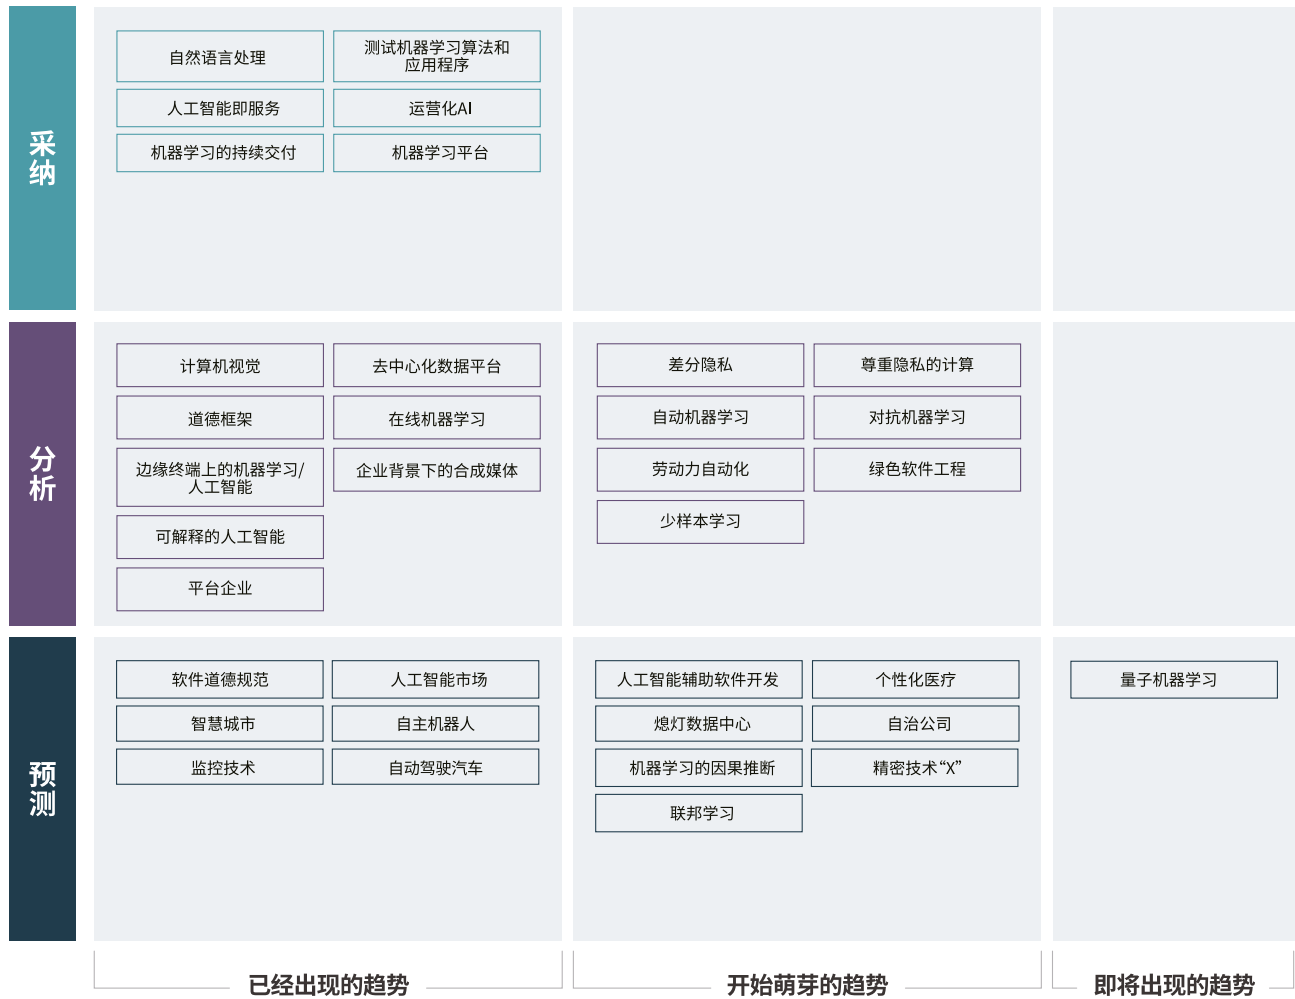 采
纳
自然语言处理
测试机器学习算法和
应用程序
人工智能即服务
运营化AI
机器学习的持续交付
机器学习平台
分
析
计算机视觉
去中心化数据平台
道德框架
在线机器学习
边缘终端上的机器学习/
人工智能
企业背景下的合成媒体
可解释的人工智能
平台企业
差分隐私
尊重隐私的计算
自动机器学习
对抗机器学习
劳动力自动化
绿色软件工程
少样本学习
预
测
软件道德规范
人工智能市场
智慧城市
自主机器人
监控技术
自动驾驶汽车
人工智能辅助软件开发
个性化医疗
熄灯数据中心
自治公司
机器学习的因果推断
精密技术“X”
联邦学习
量子机器学习
已经出现的趋势
开始萌芽的趋势
即将出现的趋势